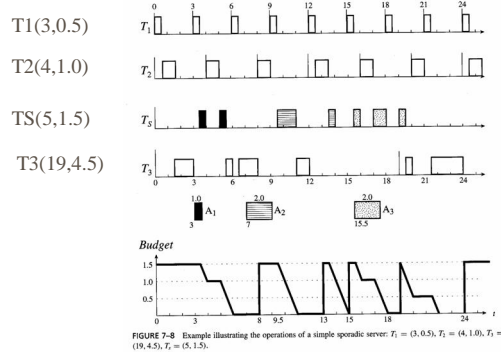 T1(3,0.5)
T2(4,1.0)
TS(5,1.5)
T3(19,4.5)
0 3 6 9 12 15 18 21 24
T1
T2
TS
T3
0 3 6 9 12 15 18 21 24
1.0 2.0 2.0
A1 A2 A3
3 7 15.5
Budget
1.5
1.0
0.5
0 3 8 9.5 13 15 18 24 t
FIGURE 7–8 Example illustrating the operations of a simple sporadic server: T1 = (3, 0.5), T2 = (4, 1.0), T3 =
(19, 4.5), Ts = (5, 1.5).